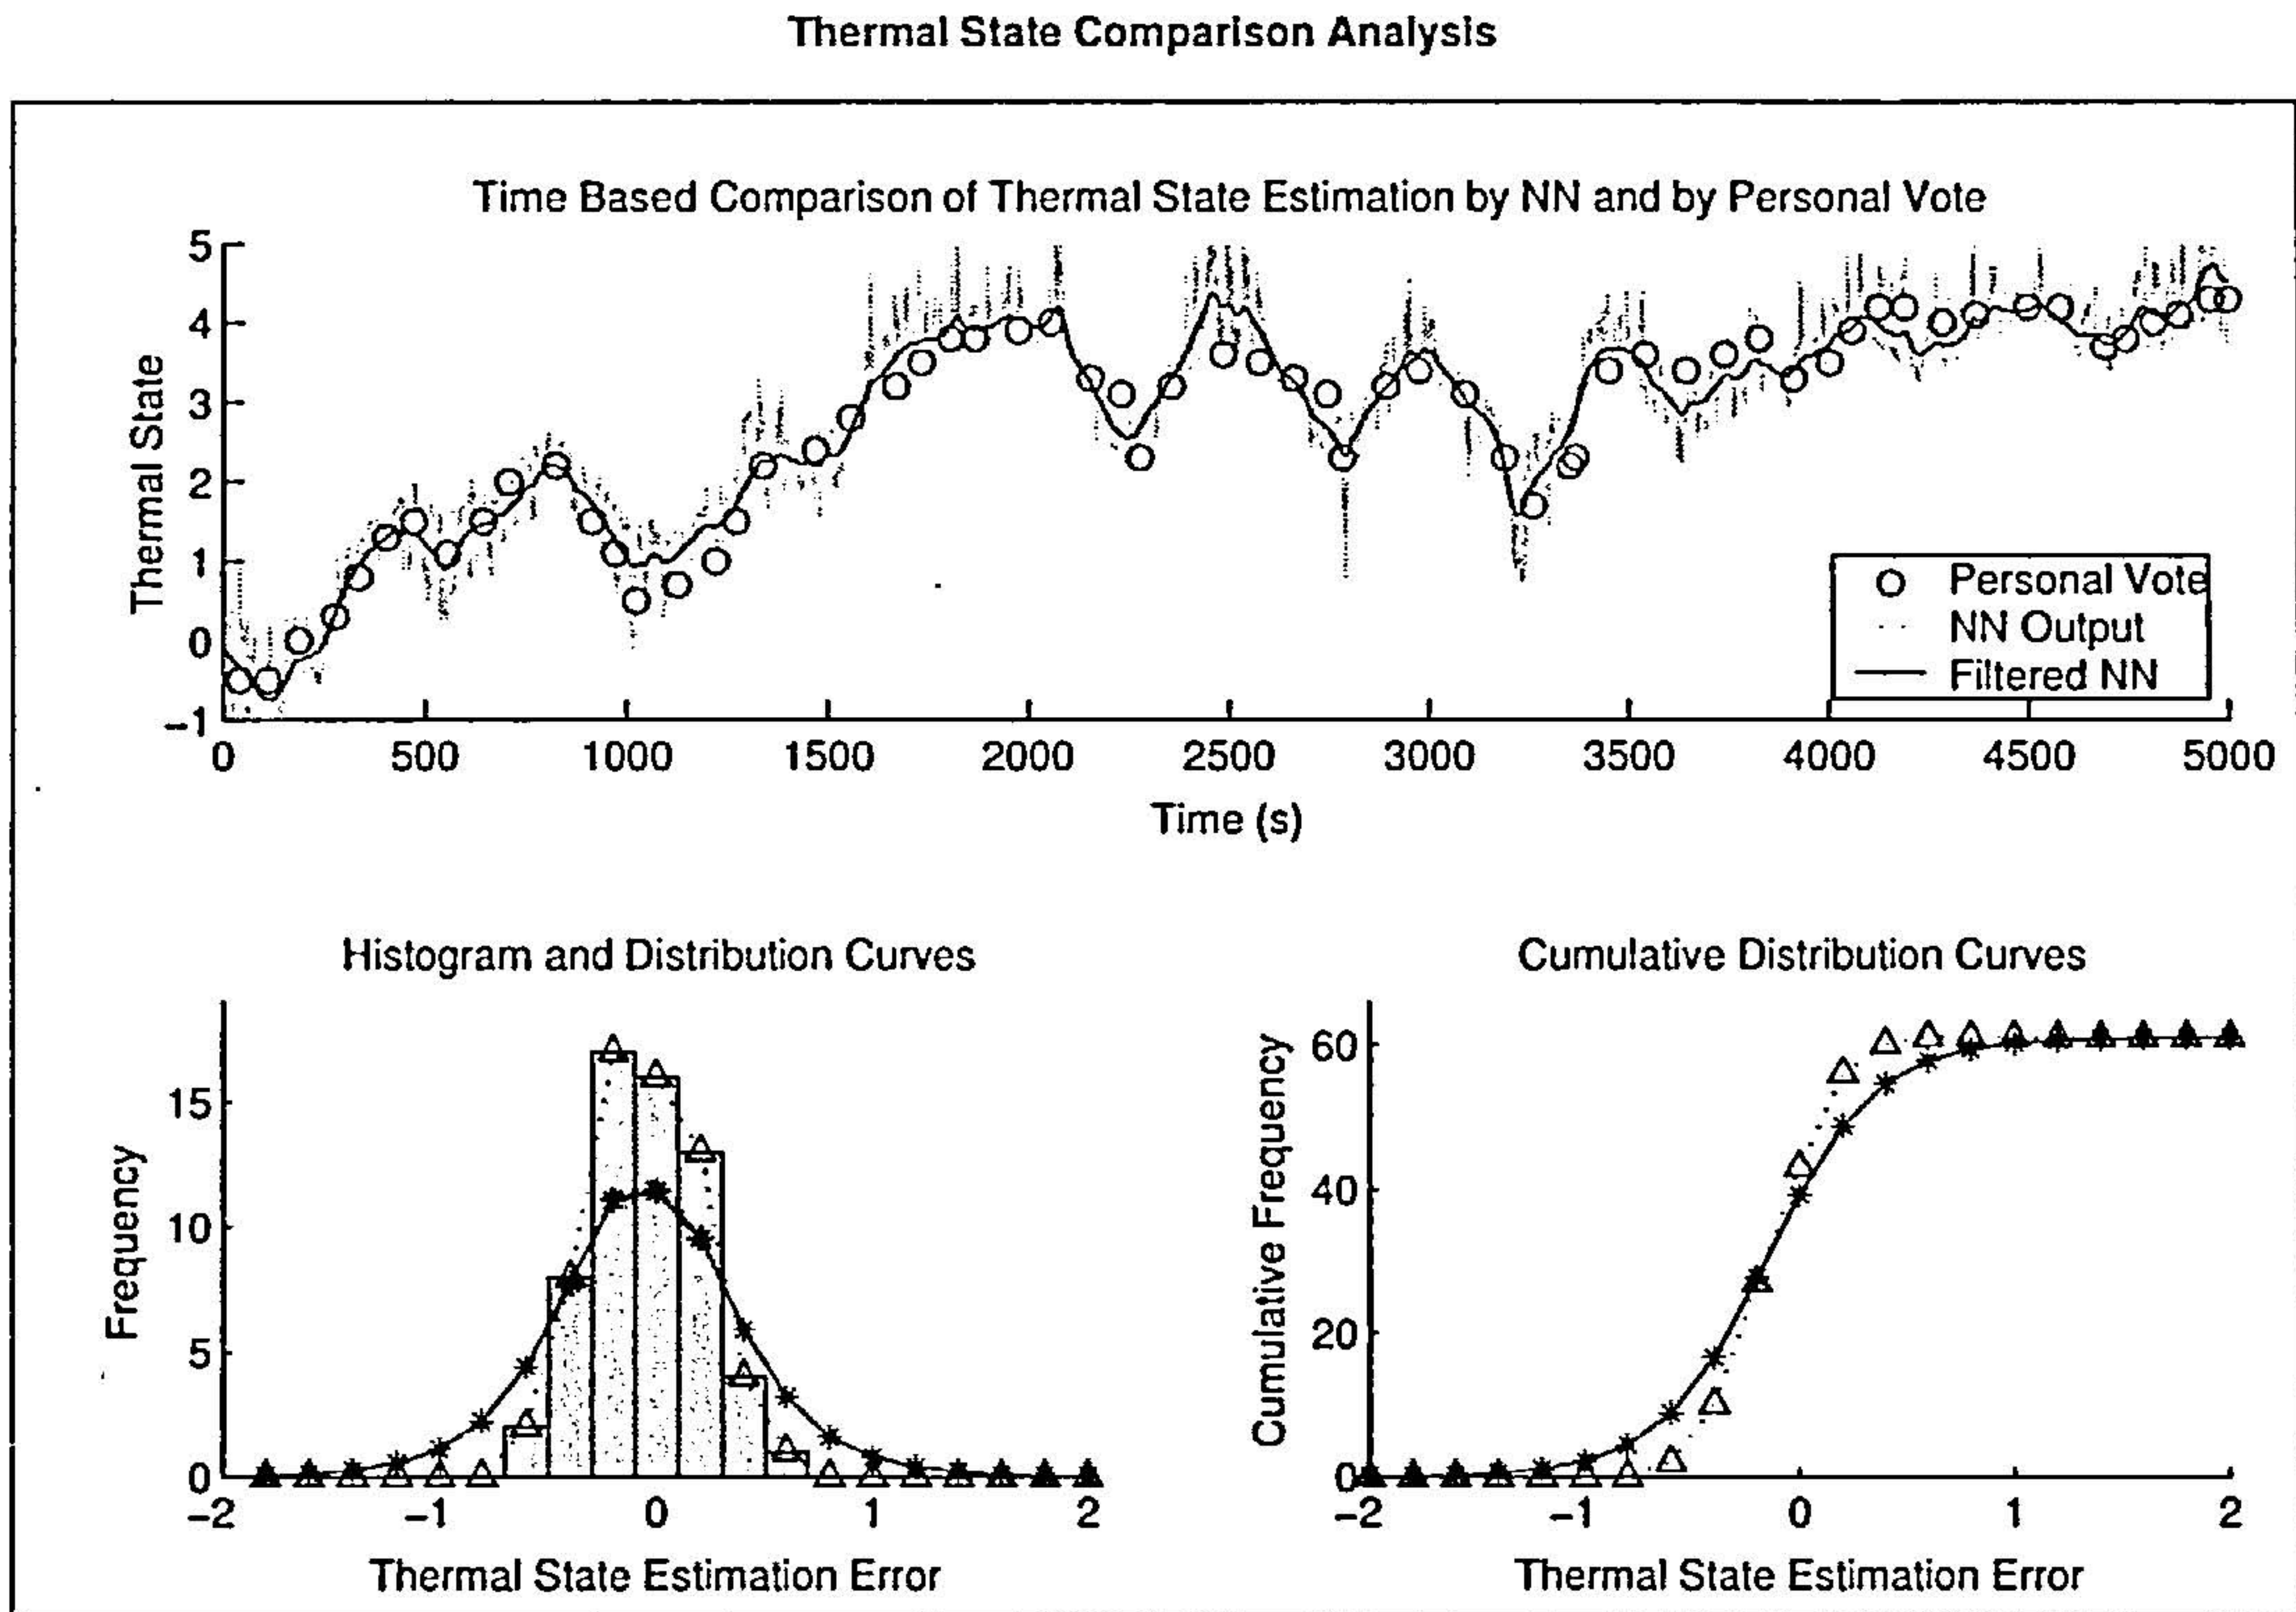 Thermal State Comparison Analysis
Time Based Comparison of Thermal State Estimation by NN and by Personal Vote
Thermal State
5
4
3
2
1
0
−1
0 500 1000 1500 2000 2500 3000 3500 4000 4500 5000
Time (s)
Personal Vote
NN Output
Filtered NN
Histogram and Distribution Curves
Frequency
15
10
5
0
−2 −1 0 1 2
Thermal State Estimation Error
Cumulative Distribution Curves
Cumulative Frequency
60
40
20
0
−2 −1 0 1 2
Thermal State Estimation Error